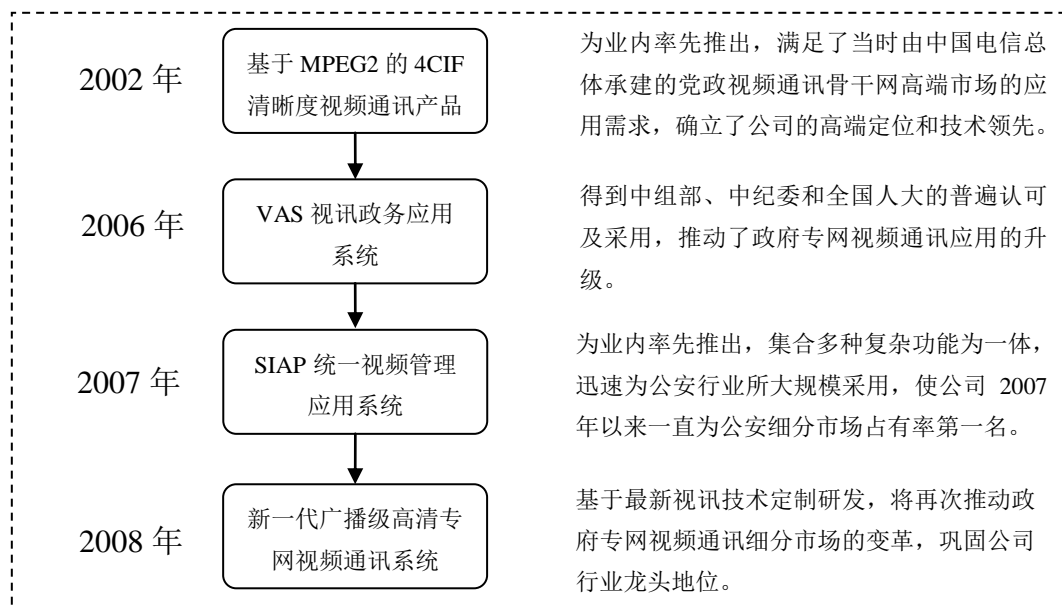 2002 年
基于 MPEG2 的 4CIF
清晰度视频通讯产品
为业内率先推出，满足了当时由中国电信总
体承建的党政视频通讯骨干网高端市场的应
用需求，确立了公司的高端定位和技术领先。
2006 年
VAS 视讯政务应用
系统
得到中组部、中纪委和全国人大的普遍认可
及采用，推动了政府专网视频通讯应用的升
级。
2007 年
SIAP 统一视频管理
应用系统
为业内率先推出，集合多种复杂功能为一体，
迅速为公安行业所大规模采用，使公司 2007
年以来一直为公安细分市场占有率第一名。
2008 年
新一代广播级高清专
网视频通讯系统
基于最新视讯技术定制研发，将再次推动政
府专网视频通讯细分市场的变革，巩固公司
行业龙头地位。